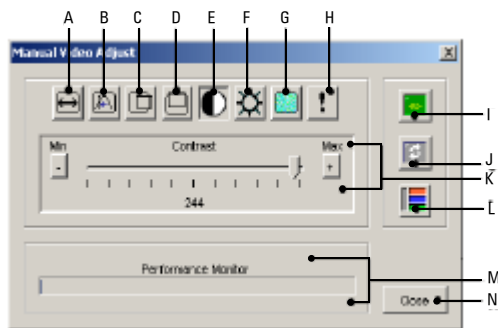 A B C D E F G H
Manual Video Adjust
I
Min Contrast Max
- +
J
K
244
L
Performance Monitor
M
Close
N